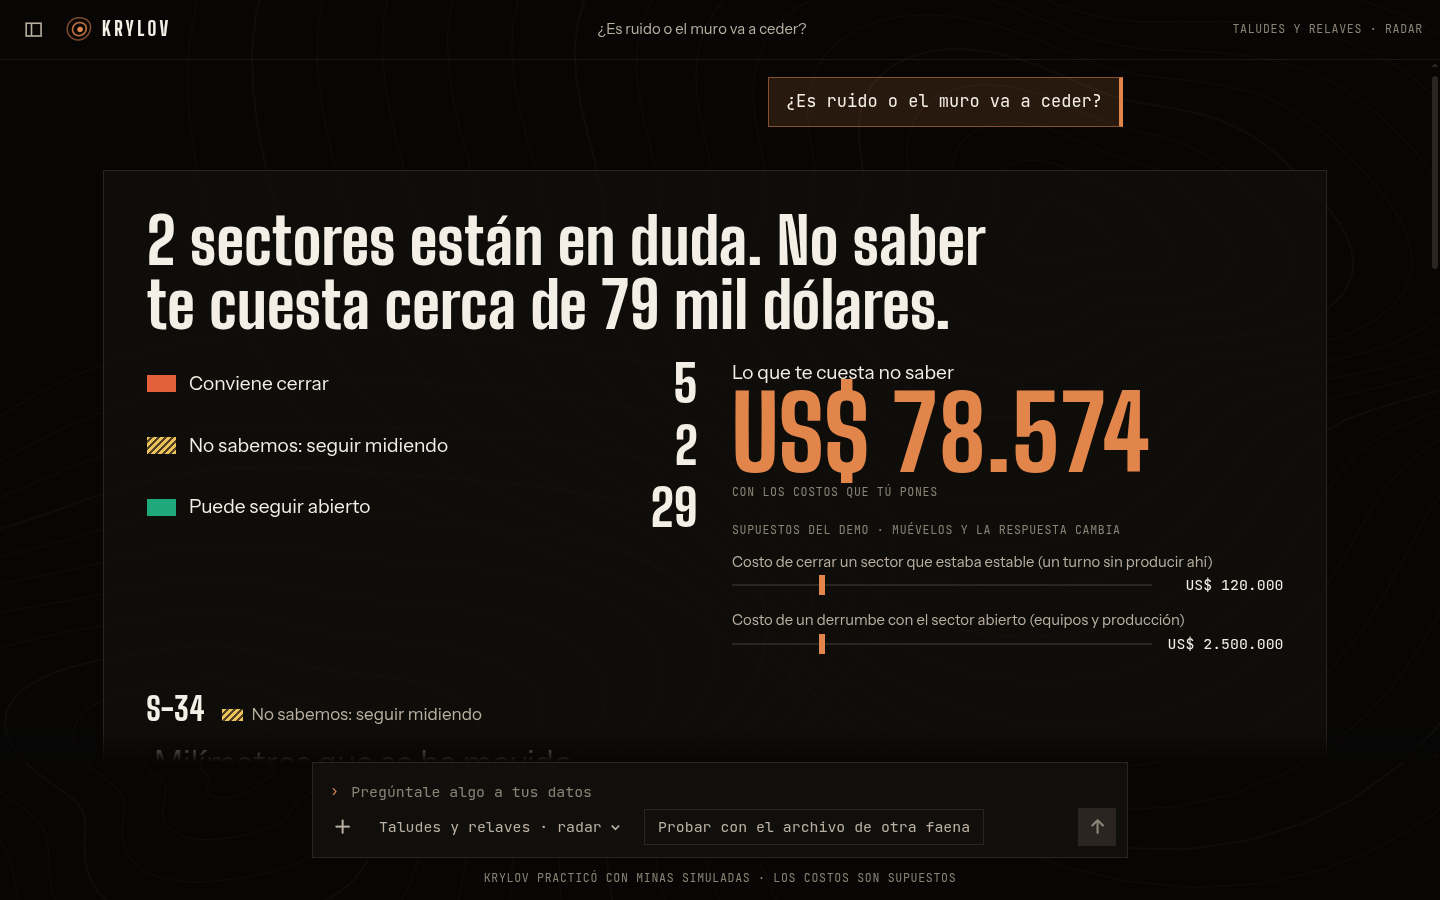 KRYLOV
¿Es ruido o el muro va a ceder?
TALUDES Y RELAVES · RADAR
¿Es ruido o el muro va a ceder?
2 sectores están en duda. No saber
te cuesta cerca de 79 mil dólares.
Conviene cerrar
5
No sabemos: seguir midiendo
2
Puede seguir abierto
29
Lo que te cuesta no saber
US$ 78.574
CON LOS COSTOS QUE TÚ PONES
SUPUESTOS DEL DEMO · MUÉVELOS Y LA RESPUESTA CAMBIA
Costo de cerrar un sector que estaba estable (un turno sin producir ahí)
US$ 120.000
Costo de un derrumbe con el sector abierto (equipos y producción)
US$ 2.500.000
S-34
No sabemos: seguir midiendo
Milímetros que se ha movido
› Pregúntale algo a tus datos
Taludes y relaves · radar
Probar con el archivo de otra faena
KRYLOV PRACTICÓ CON MINAS SIMULADAS · LOS COSTOS SON SUPUESTOS